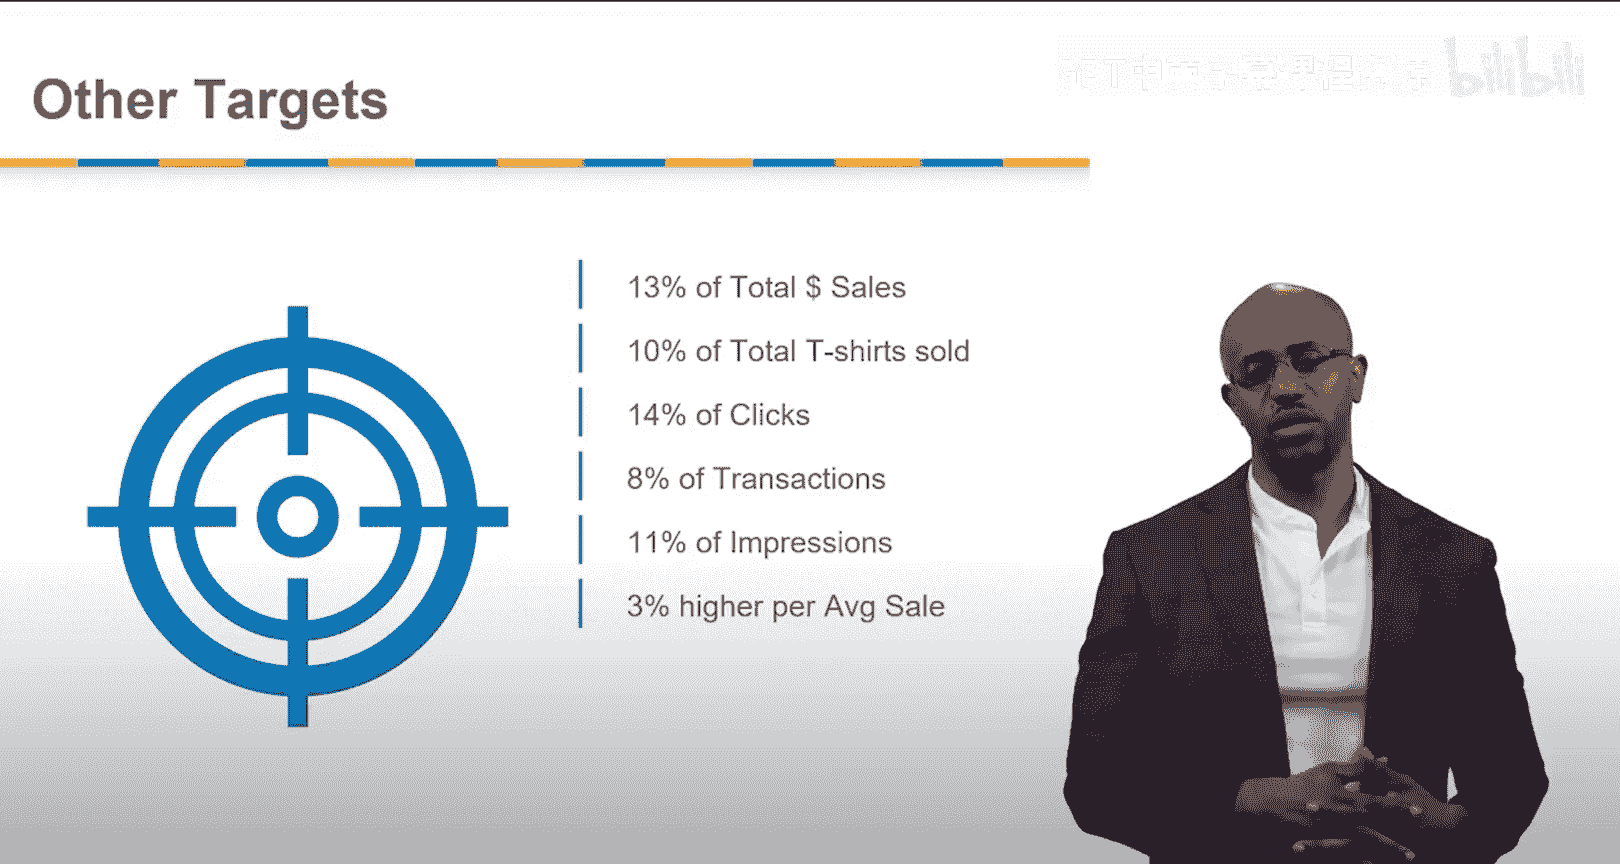 Other Targets
bilibili
13% of Total $ Sales
10% of Total T-shirts sold
14% of Clicks
8% of Transactions
11% of Impressions
3% higher per Avg Sale